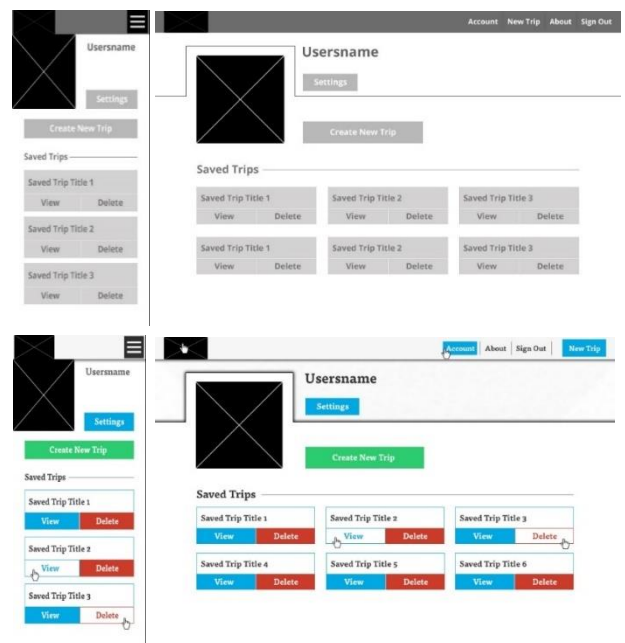 Usersname
Settings
Create New Trip
Saved Trips
Saved Trip Title 1
View Delete
Saved Trip Title 2
View Delete
Saved Trip Title 3
View Delete
Account New Trip About Sign Out
Usersname
Settings
Create New Trip
Saved Trips
Saved Trip Title 1 Saved Trip Title 2 Saved Trip Title 3
View Delete View Delete View Delete
Saved Trip Title 1 Saved Trip Title 2 Saved Trip Title 3
View Delete View Delete View Delete
Usersname
Settings
Create New Trip
Saved Trips
Saved Trip Title 1
View Delete
Saved Trip Title 2
View Delete
Saved Trip Title 3
View Delete
Account About Sign Out New Trip
Usersname
Settings
Create New Trip
Saved Trips
Saved Trip Title 1 Saved Trip Title 2 Saved Trip Title 3
View Delete View Delete View Delete
Saved Trip Title 4 Saved Trip Title 5 Saved Trip Title 6
View Delete View Delete View Delete